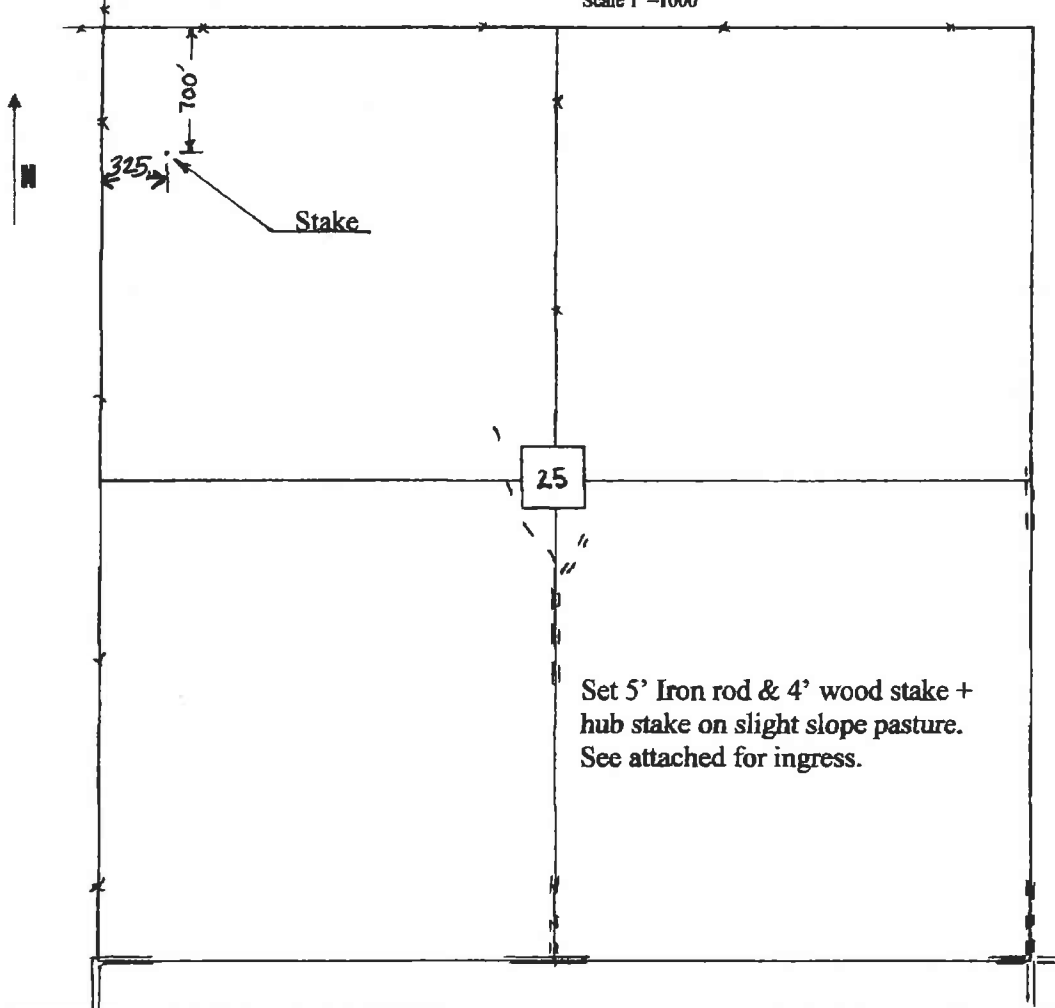 Scale 1"=1000'
700'
325
N
Stake
25
Set 5' Iron rod & 4' wood stake +
hub stake on slight slope pasture.
See attached for ingress.